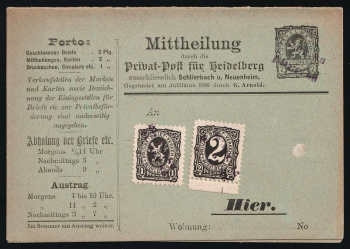 Porto:
Geschlossene Briefe . . 2 Pfg.
Mittheilungen, Karten 2 „
Drucksachen, Circulare etc. 1 „
Verkaufsstellen der Marken
und Karten sowie Bezeich-
nung der Einlagestellen für
Briefe etc. zur Privatbeför-
derung sind anderweitig
angegeben.
Abholung der Briefe etc.
Morgens ½11 Uhr
Nachmittags 3 „
Abends 9 „
Austrag.
Morgens 7 bis 10 Uhr.
„ 11 „ 2 „
Nachmittags 3 „ 7 „
Im Sommer ein Austrag weiter.
Mittheilung
durch die
Privat-Post für Heidelberg
ausschliesslich Schlierbach u. Neuenheim.
Gegründet am Jubiläum 1886 durch G. Arnold.
An
2
Hier.
Wohnung: No